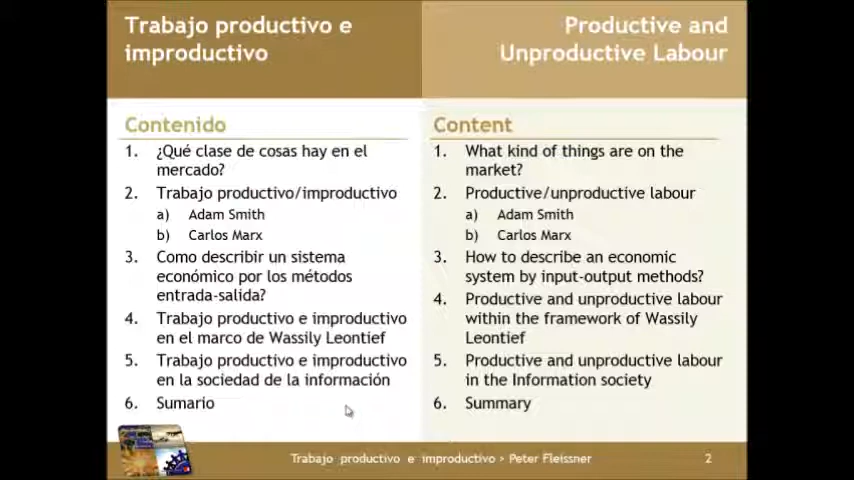 Trabajo productivo e
improductivo
Productive and
Unproductive Labour
Contenido
1. ¿Qué clase de cosas hay en el
mercado?
2. Trabajo productivo/improductivo
a) Adam Smith
b) Carlos Marx
3. Como describir un sistema
económico por los métodos
entrada-salida?
4. Trabajo productivo e improductivo
en el marco de Wassily Leontief
5. Trabajo productivo e improductivo
en la sociedad de la información
6. Sumario
Content
1. What kind of things are on the
market?
2. Productive/unproductive labour
a) Adam Smith
b) Carlos Marx
3. How to describe an economic
system by input-output methods?
4. Productive and unproductive labour
within the framework of Wassily
Leontief
5. Productive and unproductive labour
in the Information society
6. Summary
Trabajo productivo e improductivo > Peter Fleissner
2